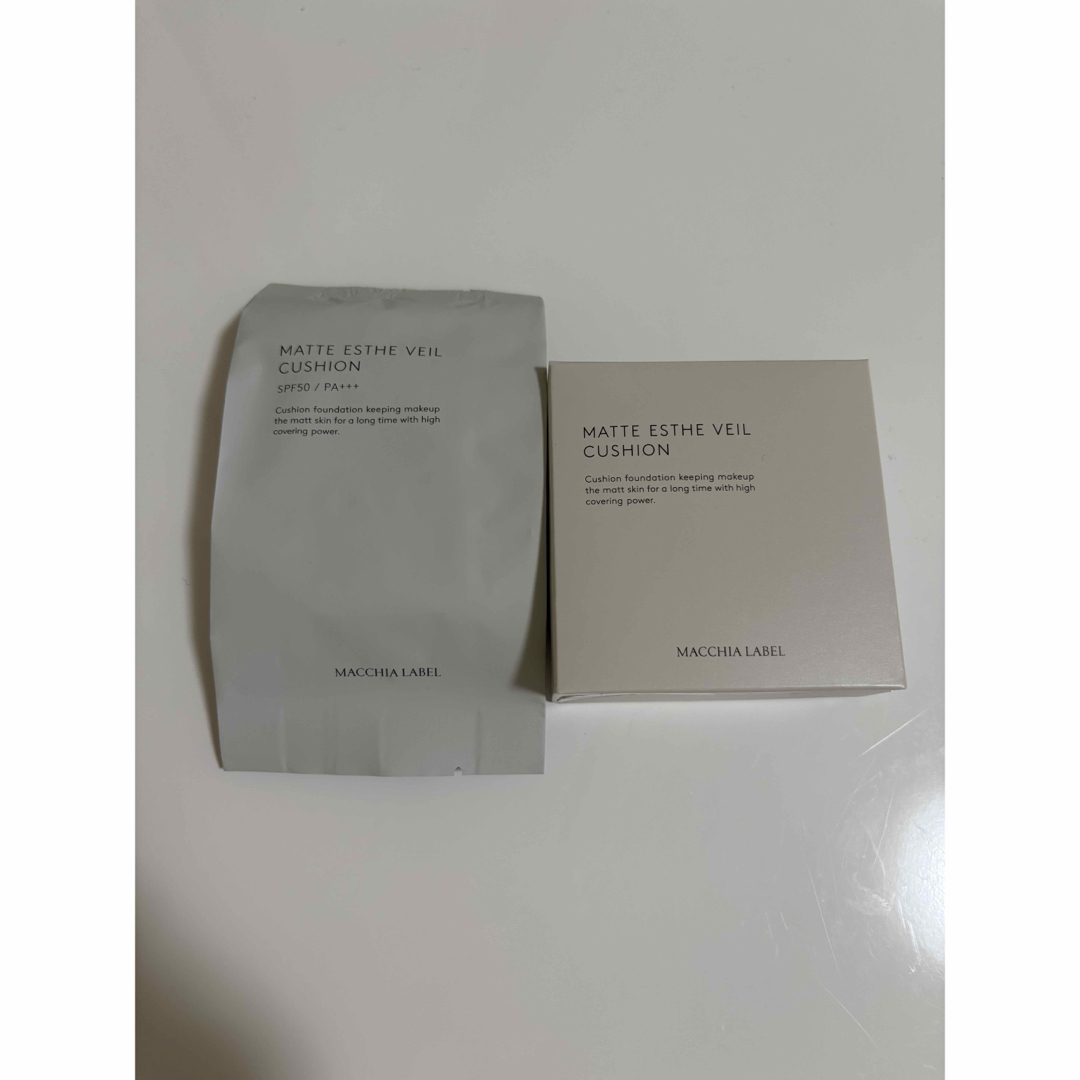 MATTE ESTHE VEIL
CUSHION
SPF50 / PA+++
Cushion foundation keeping makeup
the matt skin for a long time with high
covering power.
MACCHIA LABEL
MATTE ESTHE VEIL
CUSHION
Cushion foundation keeping makeup
the matt skin for a long time with high
covering power.
MACCHIA LABEL